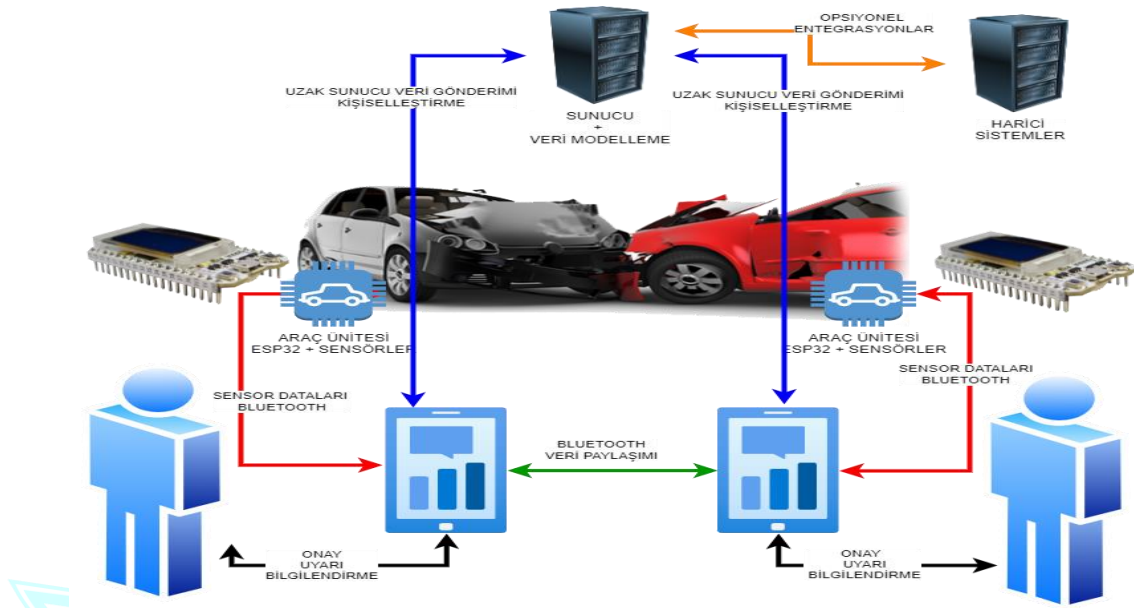 OPSIYONEL
ENTEGRASYONLAR
UZAK SUNUCU VERİ GÖNDERİMİ
KİŞİSELLEŞTİRME
SUNUCU
+
VERİ MODELLEME
UZAK SUNUCU VERİ GÖNDERİMİ
KİŞİSELLEŞTİRME
HARİCİ
SİSTEMLER
ARAÇ ÜNİTESİ
ESP32 + SENSÖRLER
ARAÇ ÜNİTESİ
ESP32 + SENSÖRLER
SENSOR DATALARI
BLUETOOTH
SENSOR DATALARI
BLUETOOTH
BLUETOOTH
VERİ PAYLAŞIMI
ONAY
UYARI
BİLGİLENDİRME
ONAY
UYARI
BİLGİLENDİRME